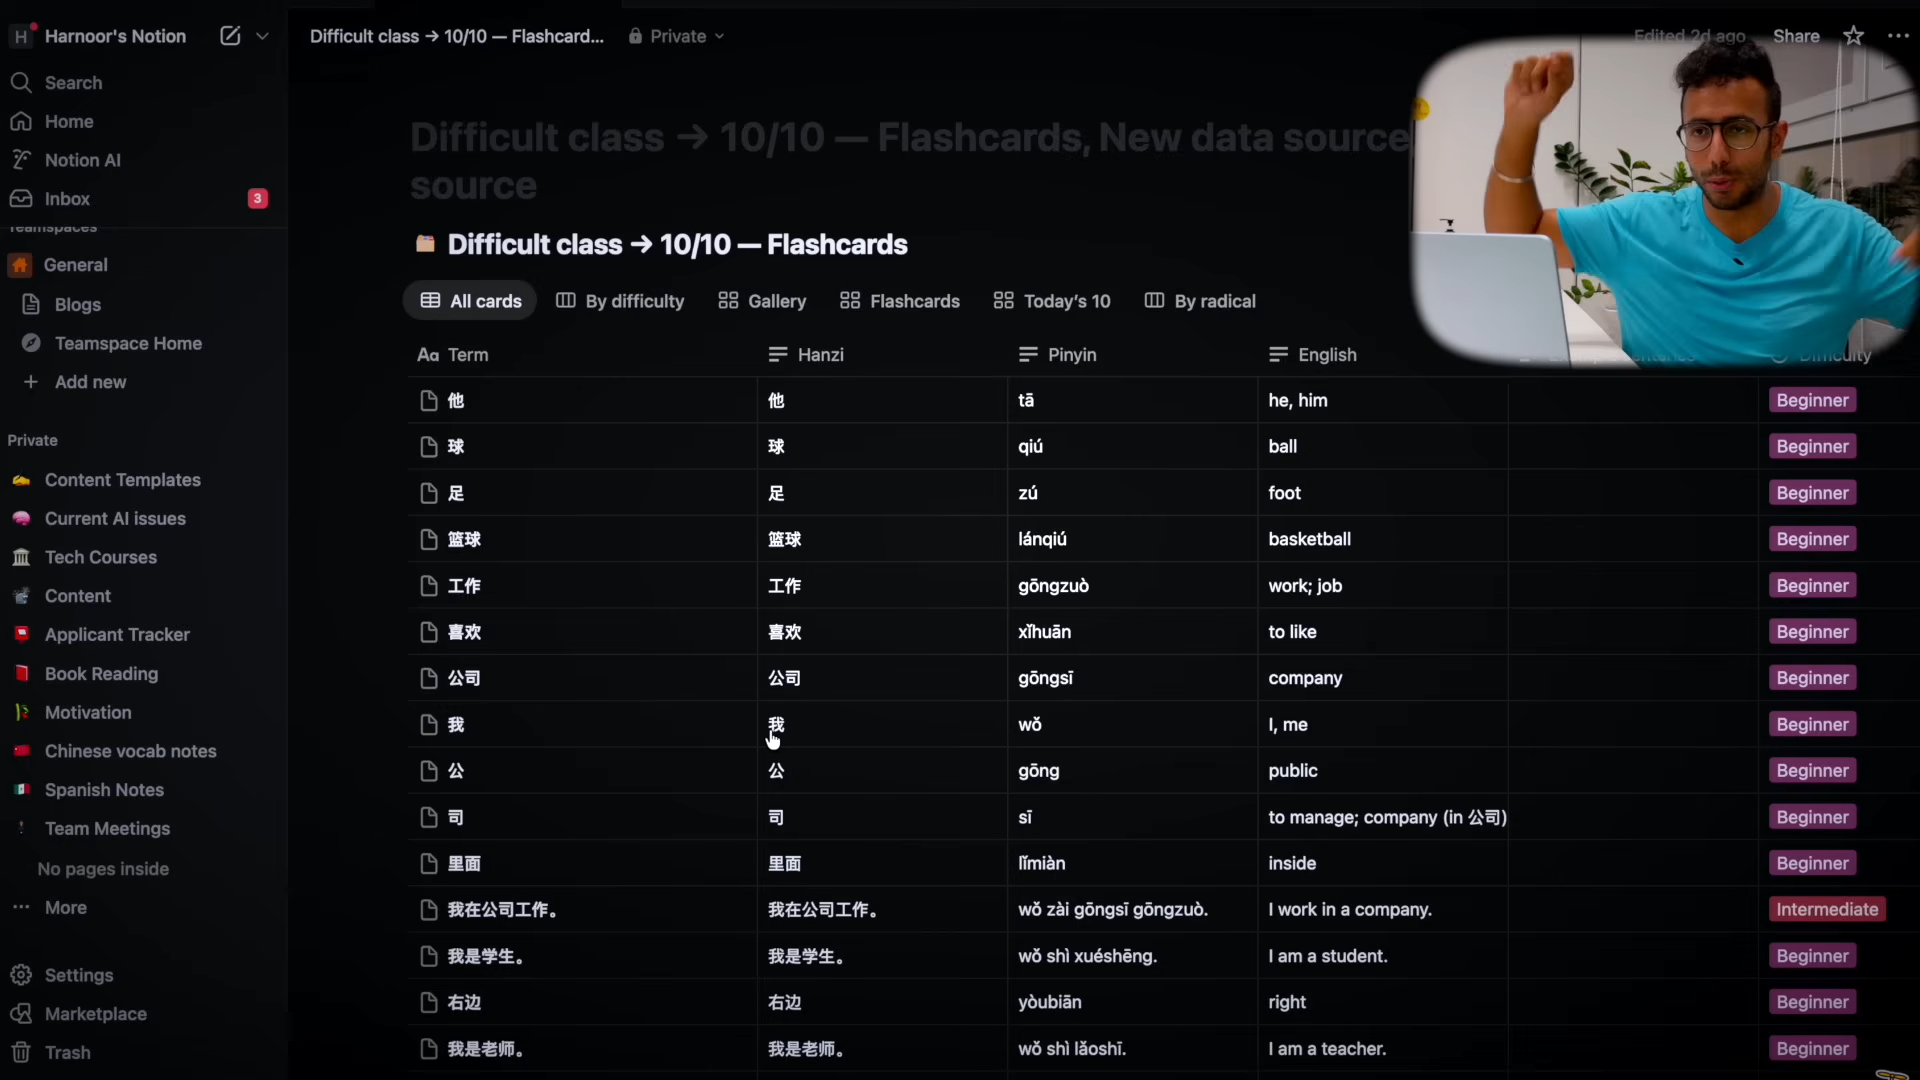 H Harnoor's Notion
Difficult class → 10/10 — Flashcard...
Private
Edited 2d ago
Share
Search
Home
Notion AI
Inbox
3
Teamspaces
General
Blogs
Teamspace Home
Add new
Private
Content Templates
Current AI issues
Tech Courses
Content
Applicant Tracker
Book Reading
Motivation
Chinese vocab notes
Spanish Notes
Team Meetings
No pages inside
More
Settings
Marketplace
Trash
Difficult class → 10/10 — Flashcards, New data source
source
Difficult class → 10/10 — Flashcards
All cards By difficulty Gallery Flashcards Today's 10 By radical
Aa Term Hanzi Pinyin English Difficulty
他 他 tā he, him Beginner
球 球 qiú ball Beginner
足 足 zú foot Beginner
篮球 篮球 lánqiú basketball Beginner
工作 工作 gōngzuò work; job Beginner
喜欢 喜欢 xǐhuān to like Beginner
公司 公司 gōngsī company Beginner
我 我 wǒ I, me Beginner
公 公 gōng public Beginner
司 司 sī to manage; company (in 公司) Beginner
里面 里面 lǐmiàn inside Beginner
我在公司工作。 我在公司工作。 wǒ zài gōngsī gōngzuò. I work in a company. Intermediate
我是学生。 我是学生。 wǒ shì xuéshēng. I am a student. Beginner
右边 右边 yòubiān right Beginner
我是老师。 我是老师。 wǒ shì lǎoshī. I am a teacher. Beginner